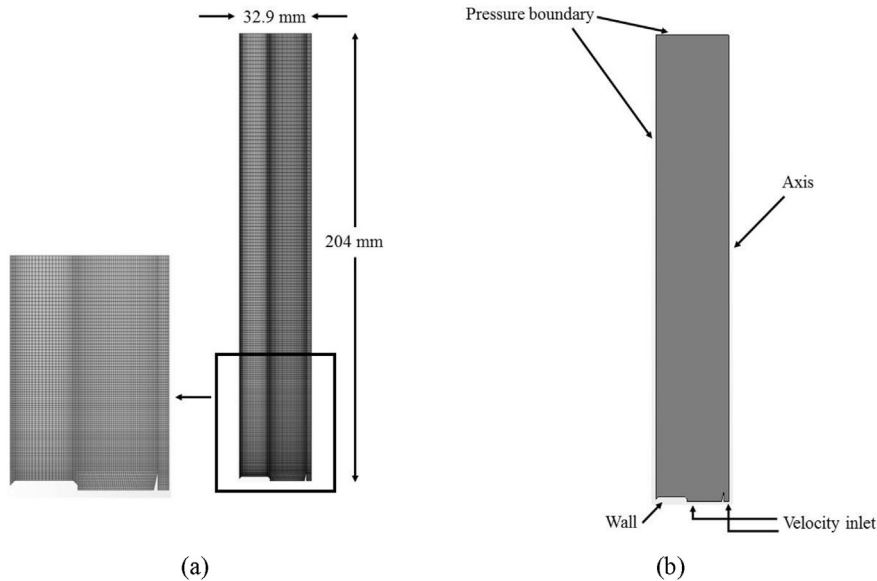 32.9 mm
204 mm
(a)
Pressure boundary
Axis
Wall
Velocity inlet
(b)